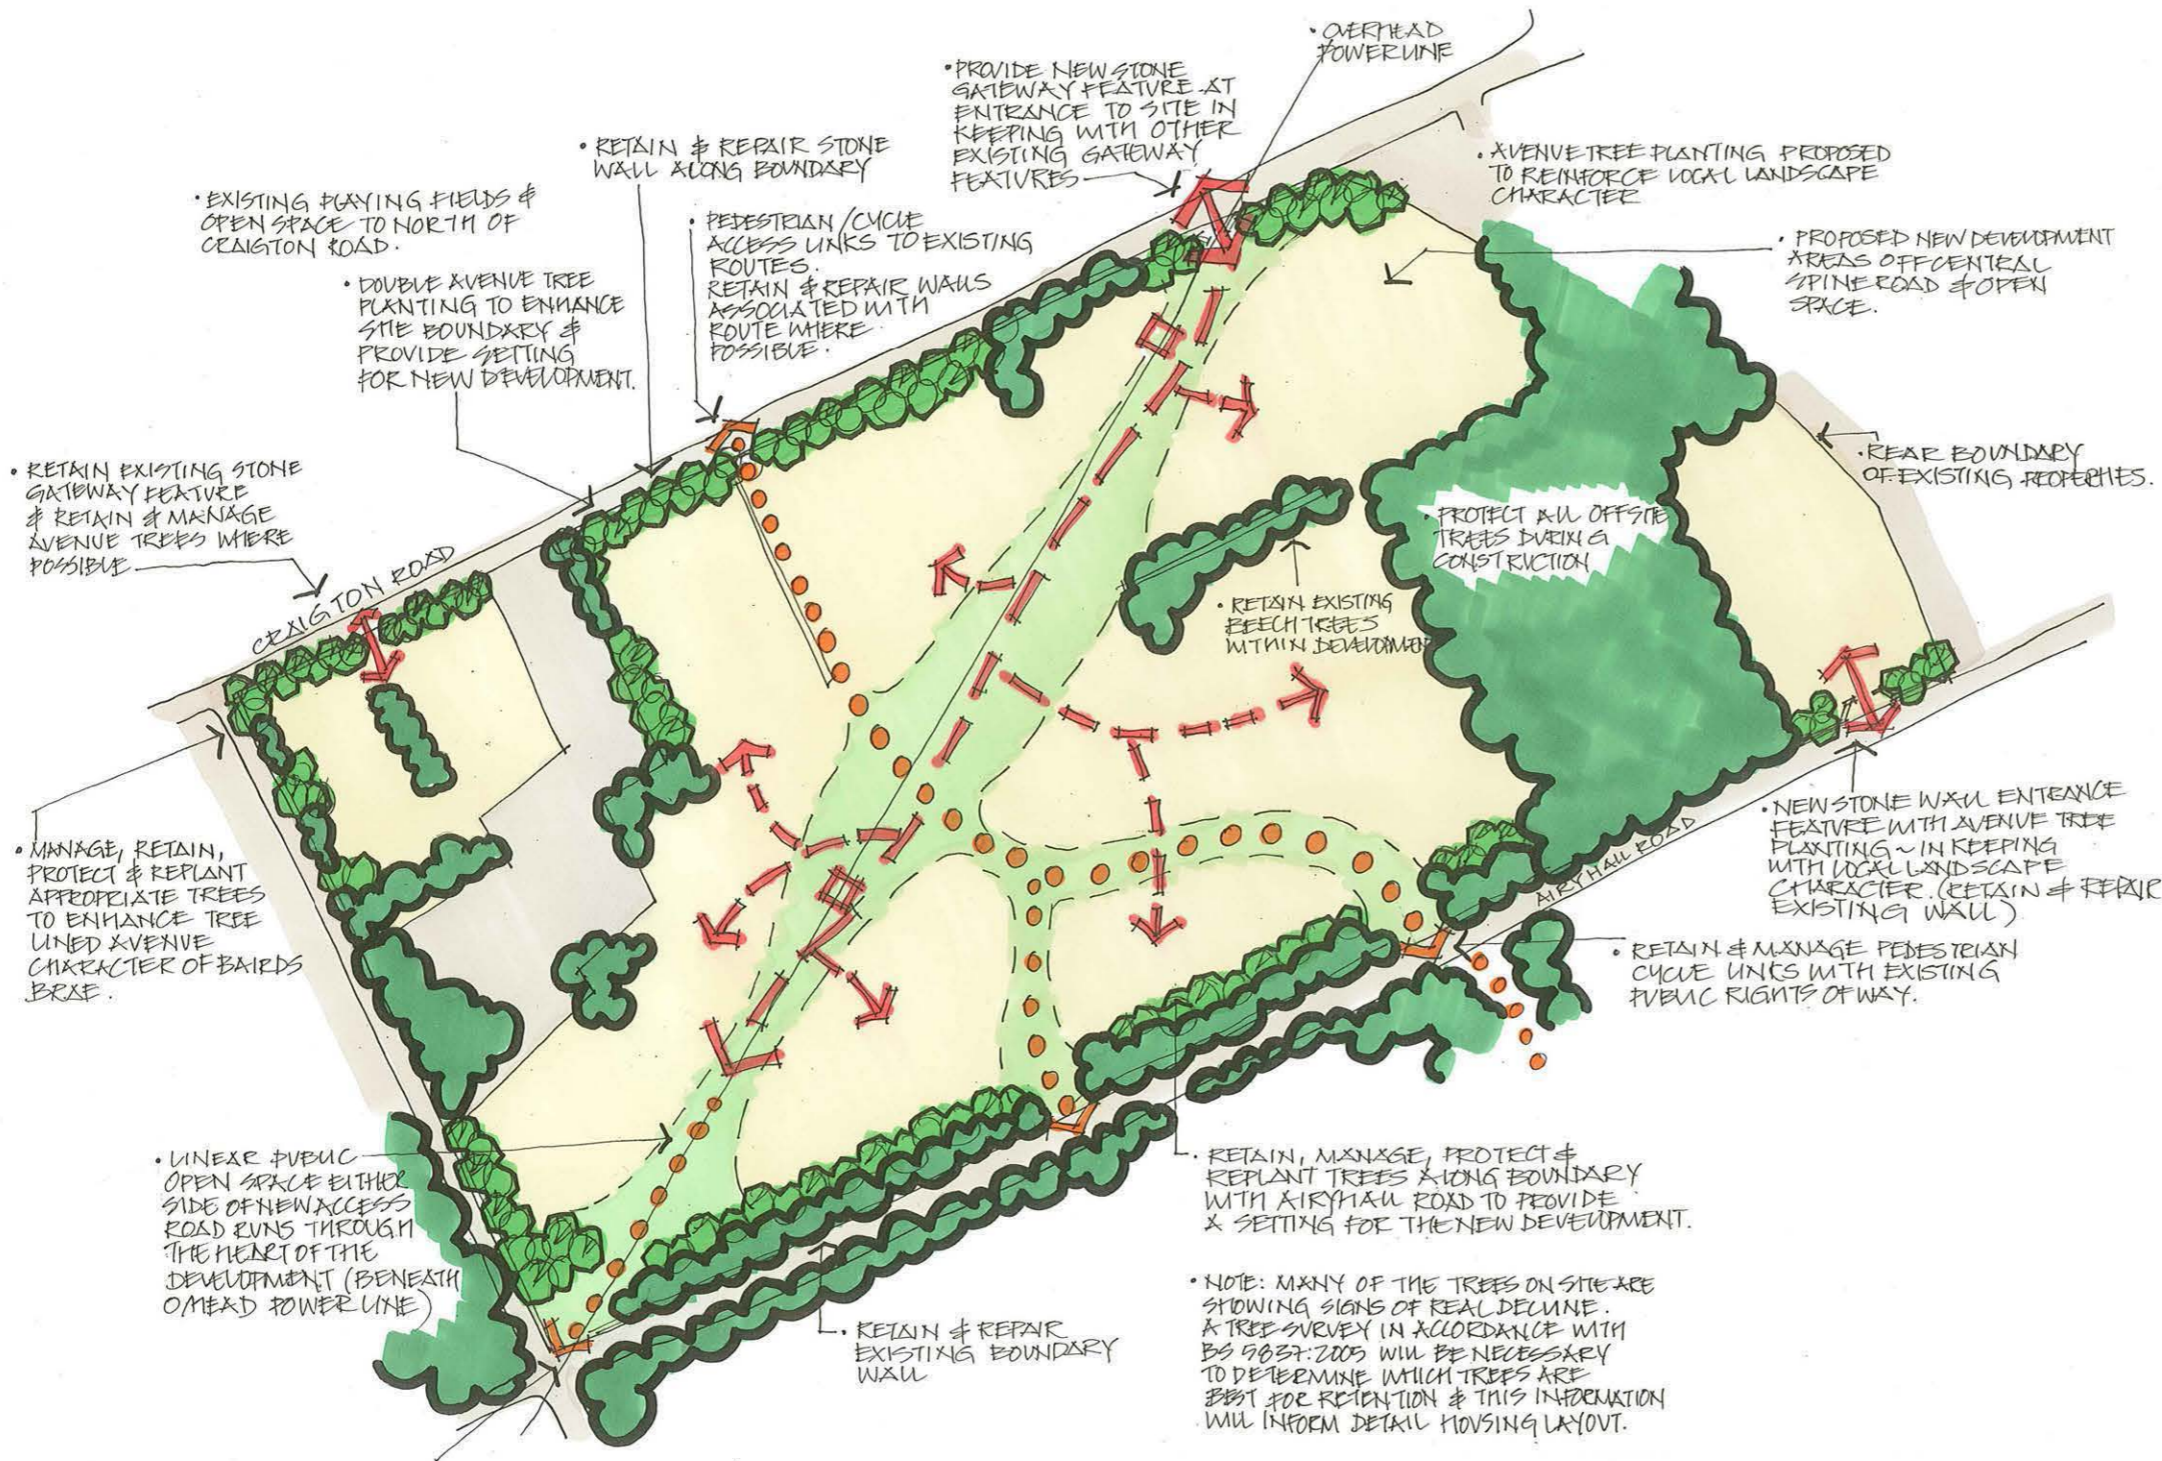 • OVERHEAD
POWERLINE
• PROVIDE NEW STONE
GATEWAY FEATURE AT
ENTRANCE TO SITE IN
KEEPING WITH OTHER
EXISTING GATEWAY
FEATURES
• RETAIN & REPAIR STONE
WALL ALONG BOUNDARY
• AVENUE TREE PLANTING PROPOSED
TO REINFORCE LOCAL LANDSCAPE
CHARACTER
• EXISTING PLAYING FIELDS &
OPEN SPACE TO NORTH OF
CRAIGTON ROAD.
• PEDESTRIAN/CYCLE
ACCESS LINKS TO EXISTING
ROUTES.
RETAIN & REPAIR WALLS
ASSOCIATED WITH
ROUTE WHERE
POSSIBLE.
• PROPOSED NEW DEVELOPMENT
AREAS OFF CENTRAL
SPINE ROAD & OPEN
SPACE.
• DOUBLE AVENUE TREE
PLANTING TO ENHANCE
SITE BOUNDARY &
PROVIDE SETTING
FOR NEW DEVELOPMENT.
• REAR BOUNDARY
OF EXISTING PROPERTIES.
• RETAIN EXISTING STONE
GATEWAY FEATURE
& RETAIN & MANAGE
AVENUE TREES WHERE
POSSIBLE
CRAIGTON ROAD
• PROTECT ALL OFFSITE
TREES DURING
CONSTRUCTION
• RETAIN EXISTING
BEECH TREES
WITHIN DEVELOPMENT
• MANAGE, RETAIN,
PROTECT & REPLANT
APPROPRIATE TREES
TO ENHANCE TREE
LINED AVENUE
CHARACTER OF BAIRDS
BRAE.
• NEW STONE WALL ENTRANCE
FEATURE WITH AVENUE TREE
PLANTING ~ IN KEEPING
WITH LOCAL LANDSCAPE
CHARACTER. (RETAIN & REPAIR
EXISTING WALL)
AIRYHALL ROAD
• RETAIN & MANAGE PEDESTRIAN
CYCLE LINKS WITH EXISTING
PUBLIC RIGHTS OF WAY.
• LINEAR PUBLIC
OPEN SPACE EITHER
SIDE OF NEW ACCESS
ROAD RUNS THROUGH
THE HEART OF THE
DEVELOPMENT (BENEATH
O/HEAD POWER LINE)
• RETAIN, MANAGE, PROTECT &
REPLANT TREES ALONG BOUNDARY
WITH AIRYHALL ROAD TO PROVIDE
A SETTING FOR THE NEW DEVELOPMENT.
• RETAIN & REPAIR
EXISTING BOUNDARY
WALL
• NOTE: MANY OF THE TREES ON SITE ARE
SHOWING SIGNS OF REAL DECLINE.
A TREE SURVEY IN ACCORDANCE WITH
BS 5837:2005 WILL BE NECESSARY
TO DETERMINE WHICH TREES ARE
BEST FOR RETENTION & THIS INFORMATION
WILL INFORM DETAIL HOUSING LAYOUT.